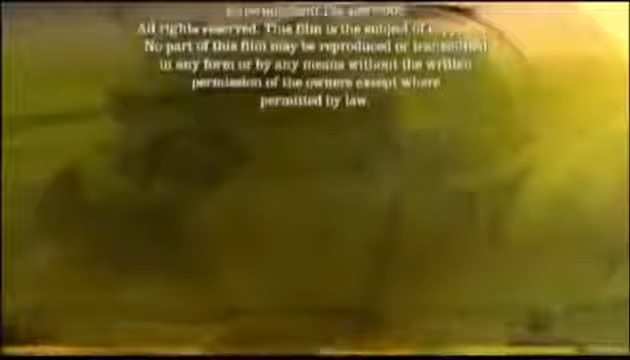 All rights reserved. This film is the subject of
No part of this film may be reproduced or transmitted
in any form or by any means without the written
permission of the owners except where
permitted by law